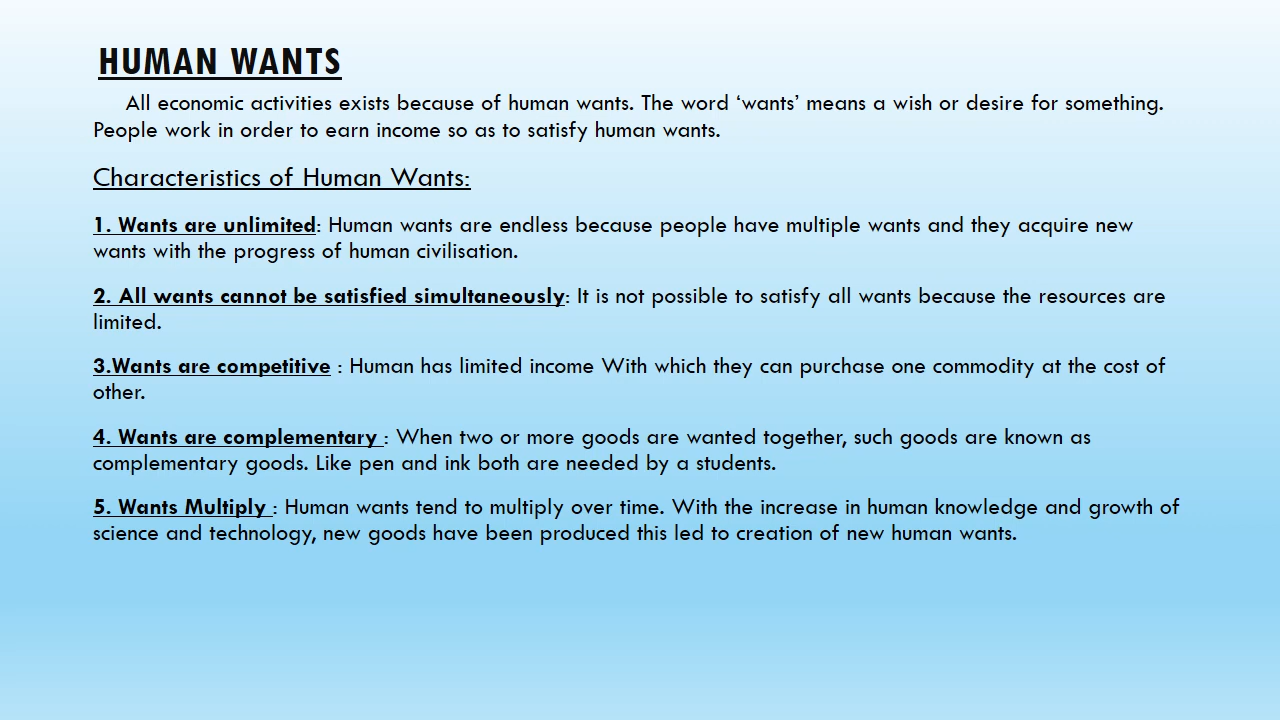 HUMAN WANTS
All economic activities exists because of human wants. The word ‘wants’ means a wish or desire for something.
People work in order to earn income so as to satisfy human wants.
Characteristics of Human Wants:
1. Wants are unlimited: Human wants are endless because people have multiple wants and they acquire new
wants with the progress of human civilisation.
2. All wants cannot be satisfied simultaneously: It is not possible to satisfy all wants because the resources are
limited.
3.Wants are competitive : Human has limited income With which they can purchase one commodity at the cost of
other.
4. Wants are complementary : When two or more goods are wanted together, such goods are known as
complementary goods. Like pen and ink both are needed by a students.
5. Wants Multiply : Human wants tend to multiply over time. With the increase in human knowledge and growth of
science and technology, new goods have been produced this led to creation of new human wants.